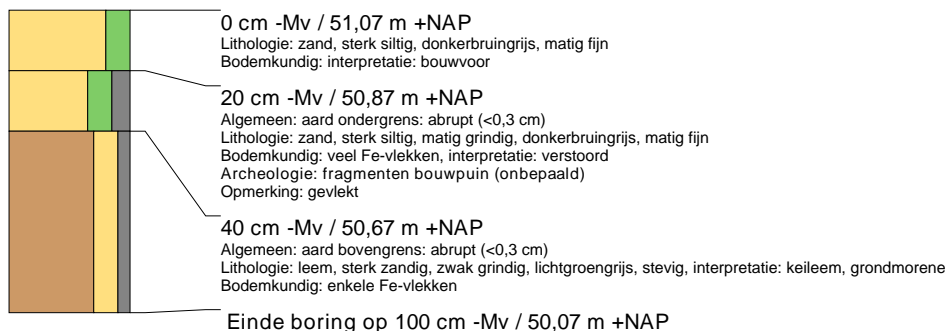 0 cm -Mv / 51,07 m +NAP
Lithologie: zand, sterk siltig, donkerbruingrijs, matig fijn
Bodemkundig: interpretatie: bouwvoor
20 cm -Mv / 50,87 m +NAP
Algemeen: aard ondergrens: abrupt (<0,3 cm)
Lithologie: zand, sterk siltig, matig grindig, donkerbruingrijs, matig fijn
Bodemkundig: veel Fe-vlekken, interpretatie: verstoord
Archeologie: fragmenten bouwpuin (onbepaald)
Opmerking: gevlekt
40 cm -Mv / 50,67 m +NAP
Algemeen: aard bovengrens: abrupt (<0,3 cm)
Lithologie: leem, sterk zandig, zwak grindig, lichtgroengrijs, stevig, interpretatie: keileem, grondmorene
Bodemkundig: enkele Fe-vlekken
Einde boring op 100 cm -Mv / 50,07 m +NAP